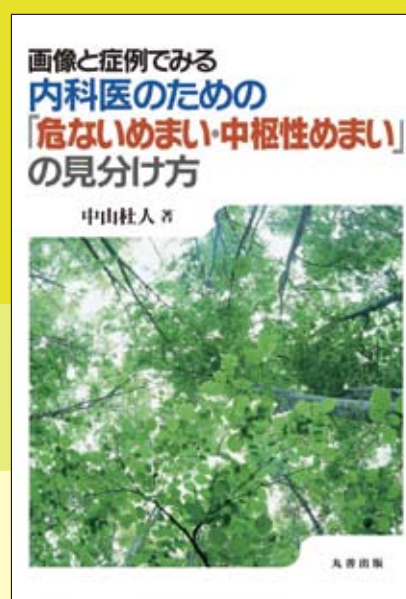 画像と症例でみる
内科医のための
「危ないめまい・中枢性めまい」
の見分け方
中山杜人 著
丸善出版